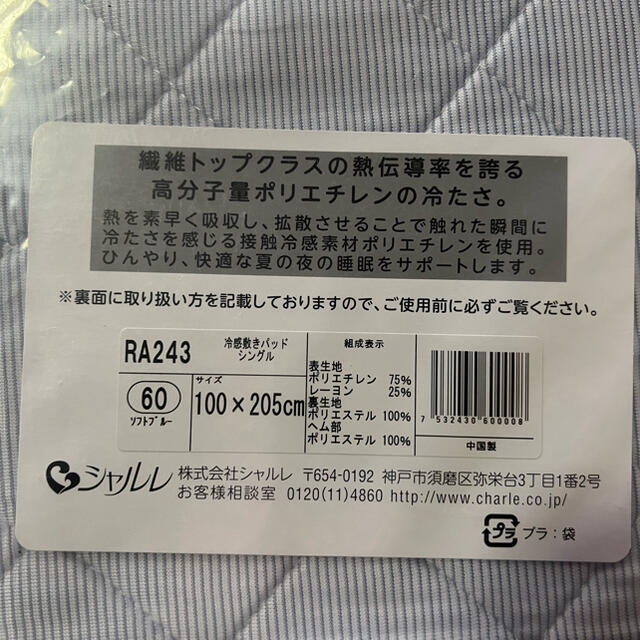 繊維トップクラスの熱伝導率を誇る
高分子量ポリエチレンの冷たさ。
熱を素早く吸収し、拡散させることで触れた瞬間に
冷たさを感じる接触冷感素材ポリエチレンを使用。
ひんやり、快適な夏の夜の睡眠をサポートします。
※裏面に取り扱い方を記載しておりますので、ご使用前に必ずご覧ください。
RA243
冷感敷きパッド
シングル
60
ソフトブルー
サイズ
100×205cm
組成表示
表生地
ポリエチレン 75%
レーヨン 25%
裏生地
ポリエステル 100%
ヘム部
ポリエステル 100%
7 532430 600008
中国製
シャルレ
株式会社シャルレ 〒654-0192 神戸市須磨区弥栄台3丁目1番2号
お客様相談室 0120(11)4860 http://www.charle.co.jp/
プラ
プラ:袋